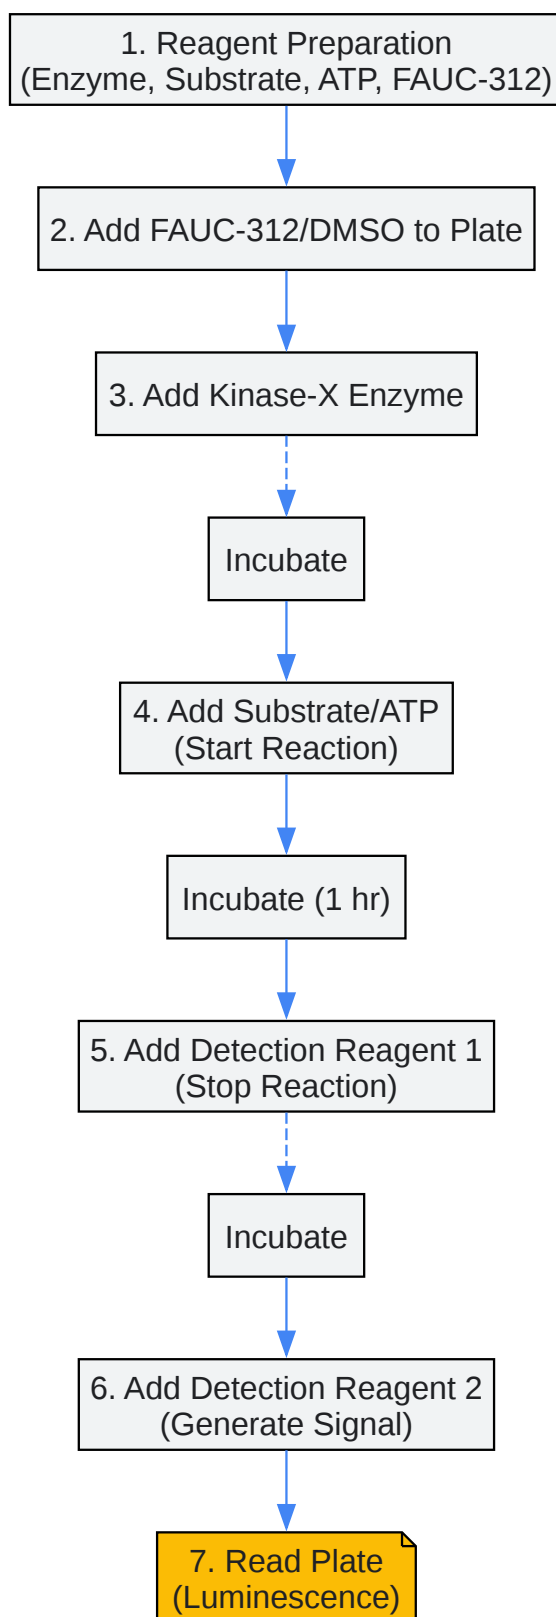 1. Reagent Preparation
(Enzyme, Substrate, ATP, FAUC-312)
2. Add FAUC-312/DMSO to Plate
3. Add Kinase-X Enzyme
Incubate
4. Add Substrate/ATP
(Start Reaction)
Incubate (1 hr)
5. Add Detection Reagent 1
(Stop Reaction)
Incubate
6. Add Detection Reagent 2
(Generate Signal)
7. Read Plate
(Luminescence)